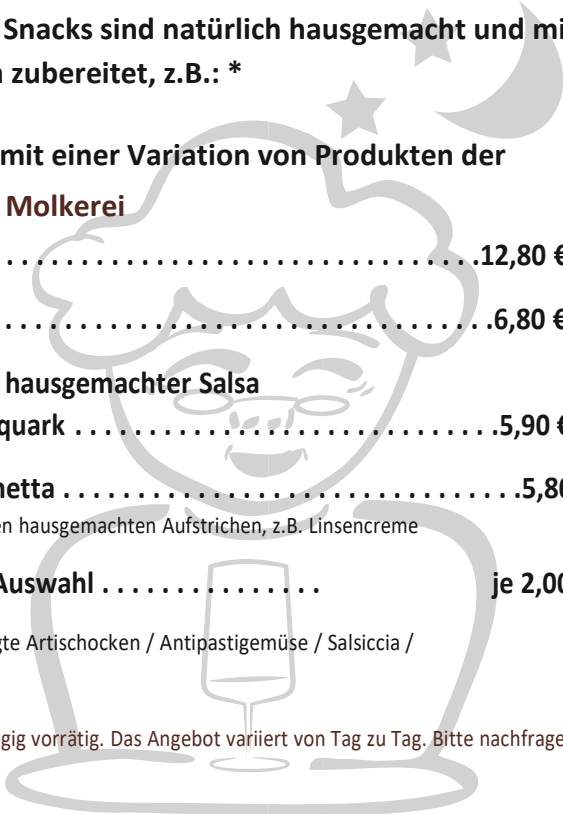 Snacks sind natürlich hausgemacht und mi
zubereitet, z.B.: *
mit einer Variation von Produkten der
Molkerei
. . . . . . . . . . . . . . . . . . . . . . . . . . . . . . . . . . . . . . . .12,80 €
. . . . . . . . . . . . . . . . . . . . . . . . . . . . . . . . . . . . . . . . .6,80 €
hausgemachter Salsa
quark . . . . . . . . . . . . . . . . . . . . . . . . . . . . . . . . . . .5,90 €
netta . . . . . . . . . . . . . . . . . . . . . . . . . . . . . . . . . . . . .5,80
en hausgemachten Aufstrichen, z.B. Linsencreme
Auswahl . . . . . . . . . . . . . . . je 2,00
gte Artischocken / Antipastigemüse / Salsiccia /
gig vorrätig. Das Angebot variiert von Tag zu Tag. Bitte nachfrage